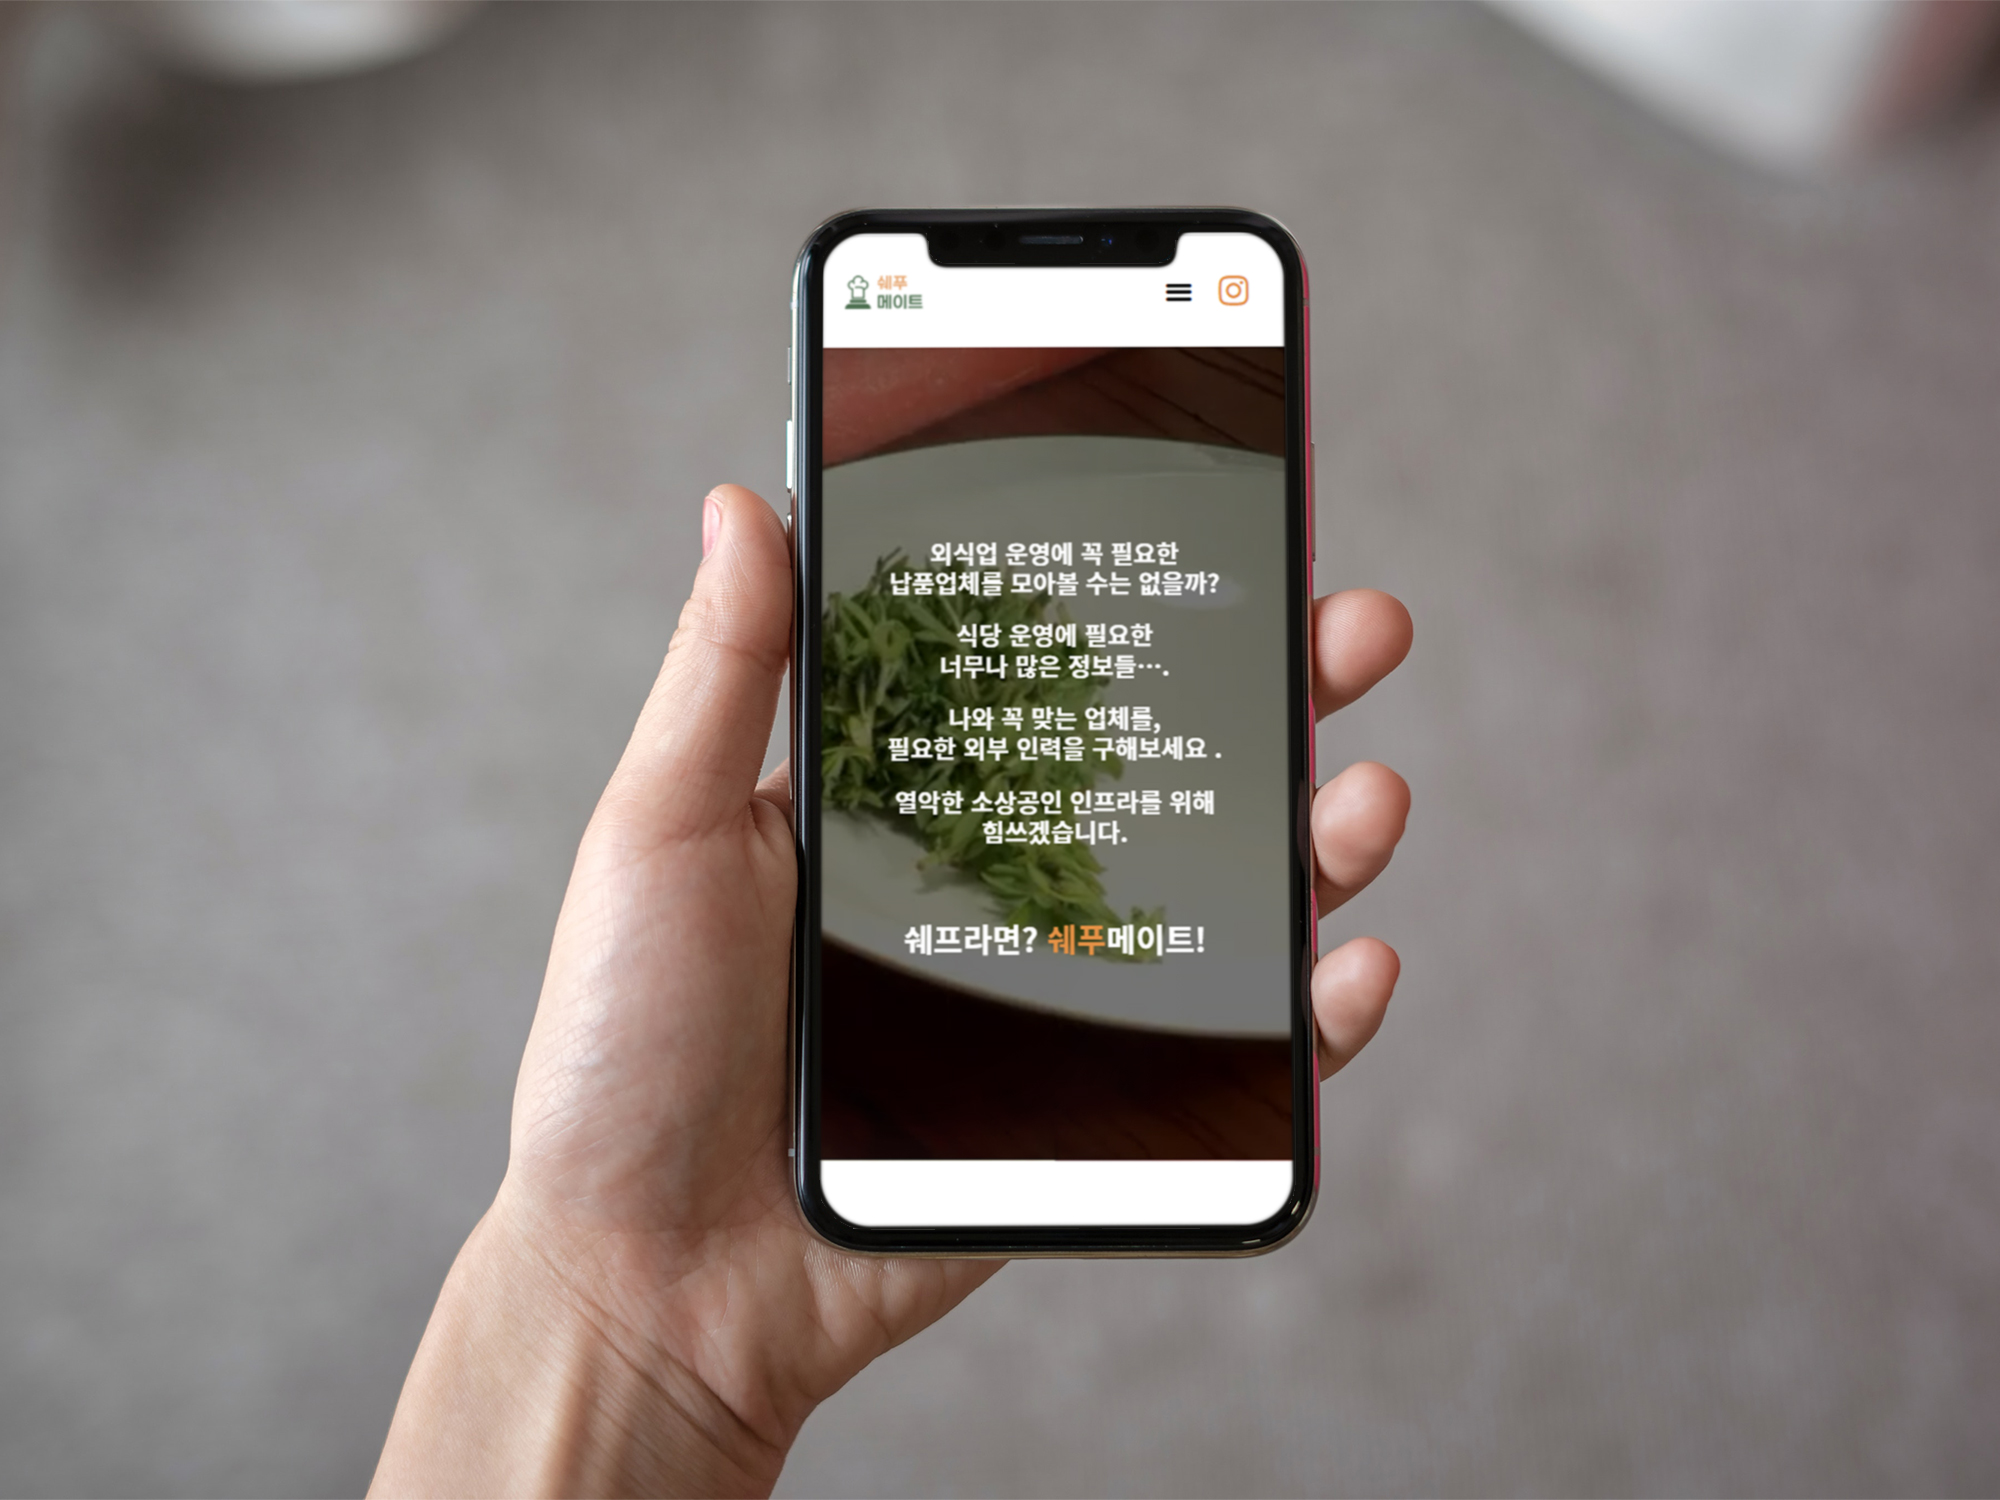 쉐푸
메이트
외식업 운영에 꼭 필요한
납품업체를 모아볼 수는 없을까?
식당 운영에 필요한
너무나 많은 정보들….
나와 꼭 맞는 업체를,
필요한 외부 인력을 구해보세요 .
열악한 소상공인 인프라를 위해
힘쓰겠습니다.
쉐프라면? 쉐푸메이트!